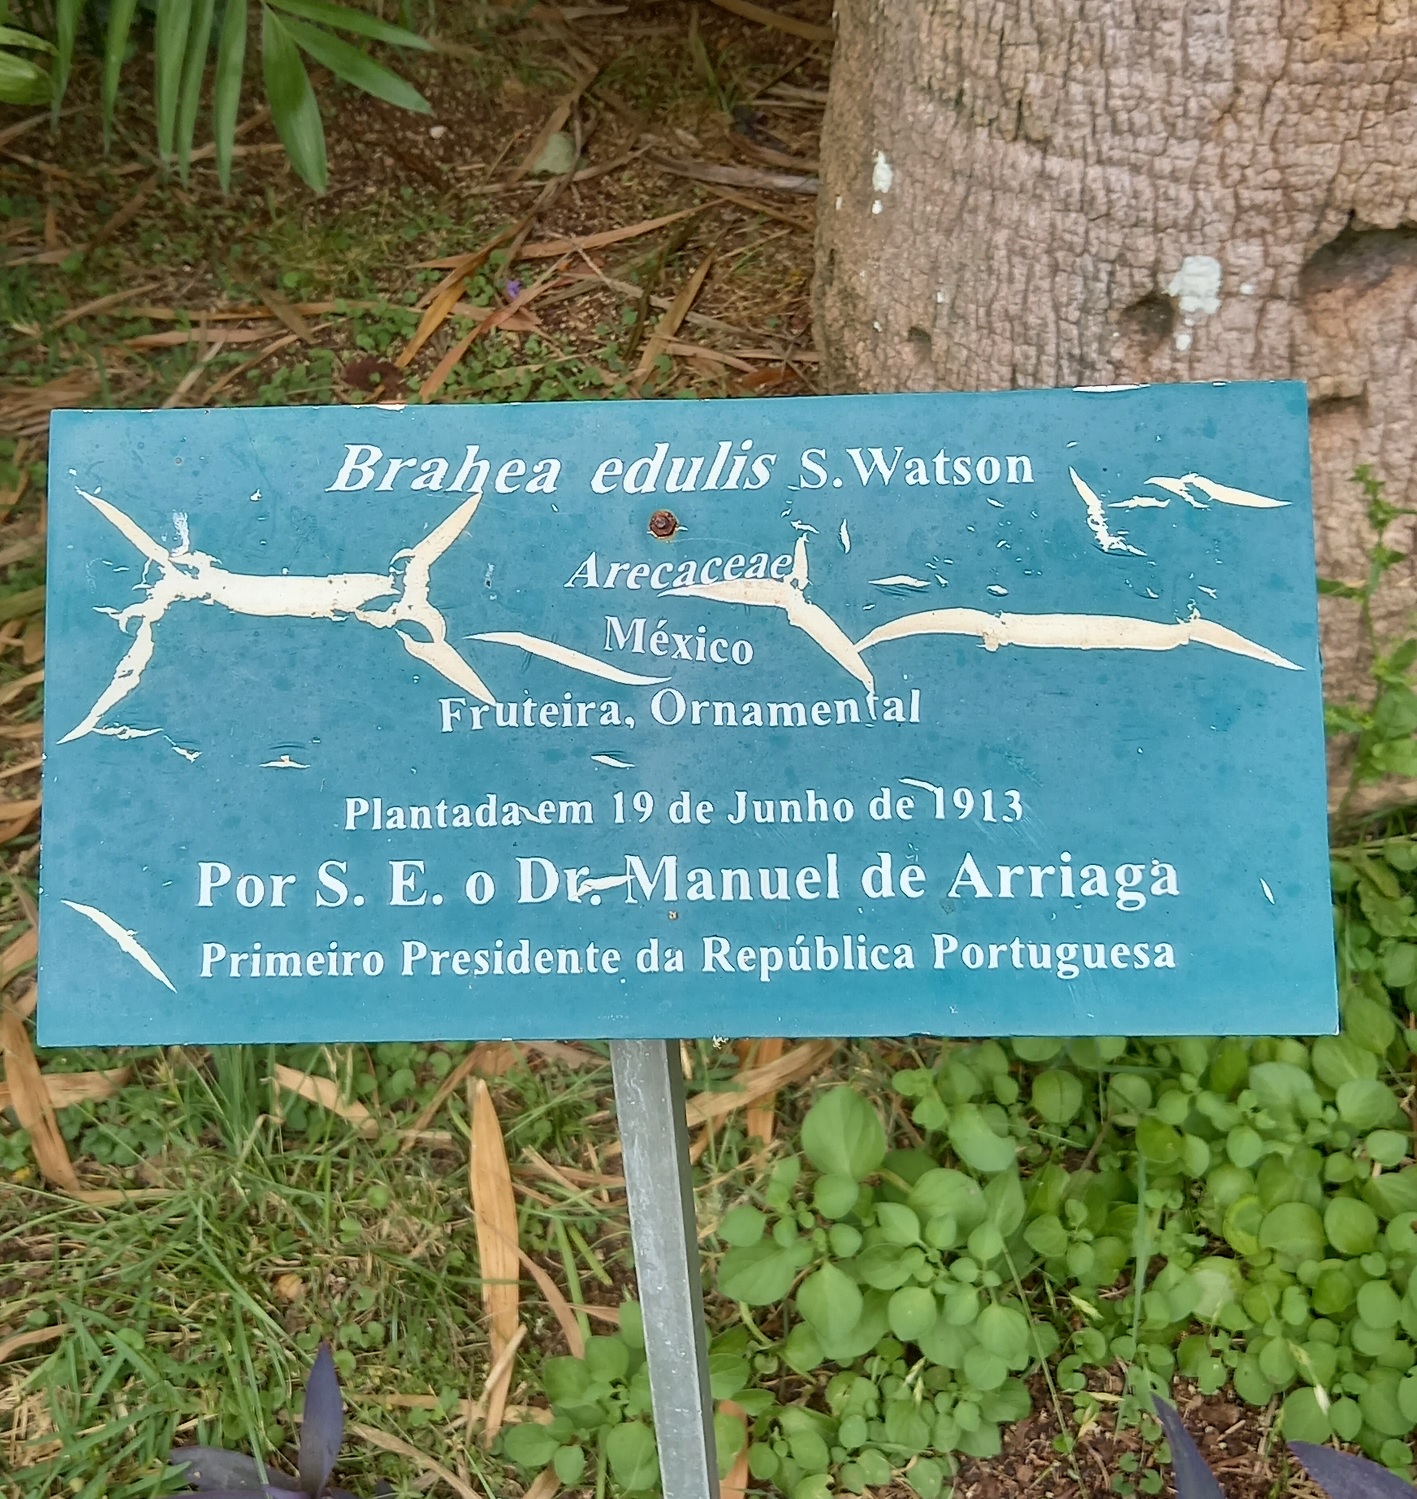 Brahea edulis S.Watson
Arecaceae
México
Fruteira, Ornamental
Plantada em 19 de Junho de 1913
Por S. E. o Dr. Manuel de Arriaga
Primeiro Presidente da República Portuguesa